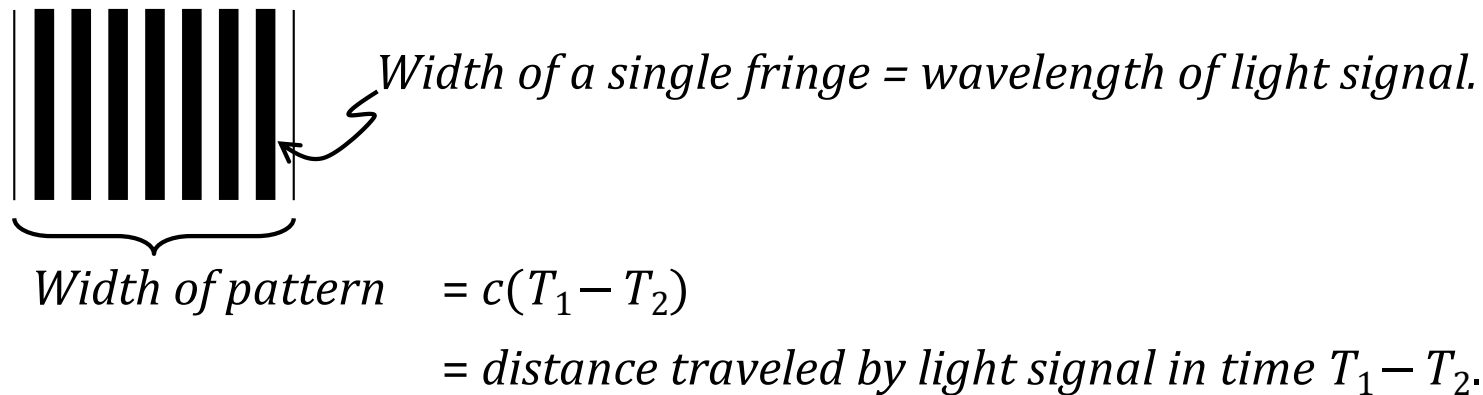 Width of a single fringe = wavelength of light signal.
Width of pattern = c(T₁ − T₂)
= distance traveled by light signal in time T₁ − T₂.